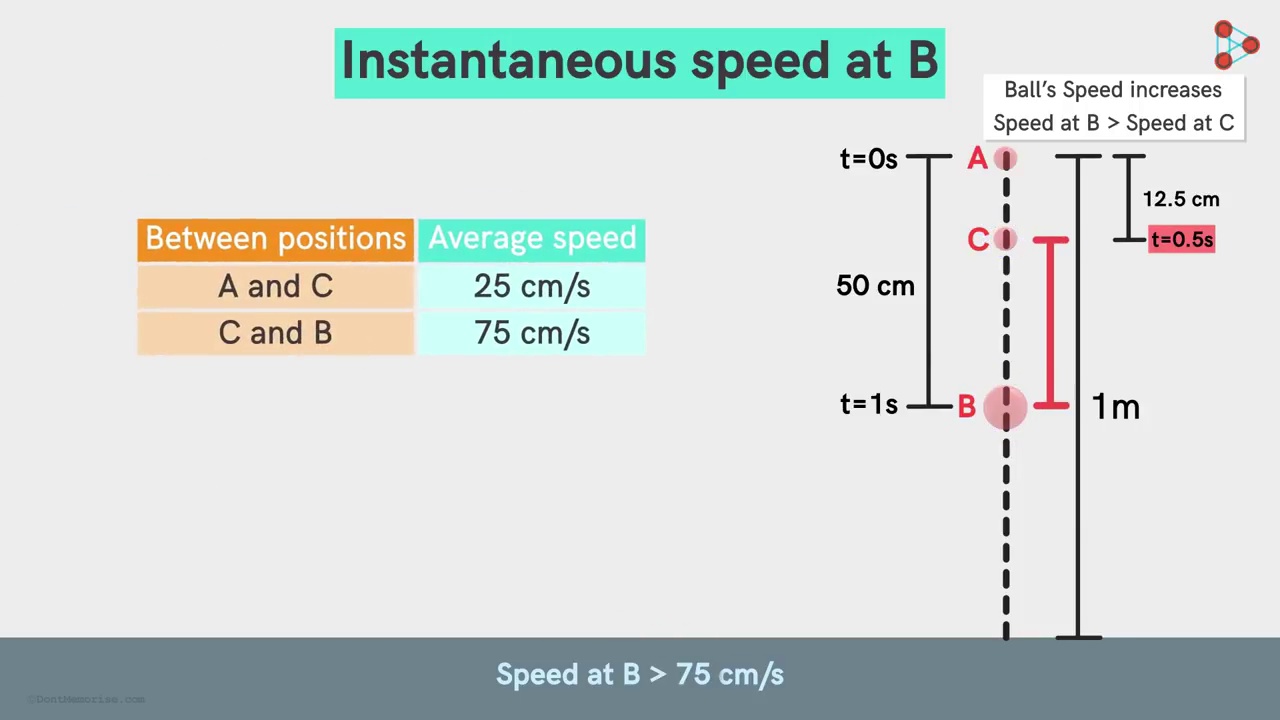 Instantaneous speed at B
Ball's Speed increases
Speed at B > Speed at C
t=0s
A
12.5 cm
C
t=0.5s
50 cm
t=1s
B
1m
Between positions Average speed
A and C 25 cm/s
C and B 75 cm/s
Speed at B > 75 cm/s
©DontMemorise.com